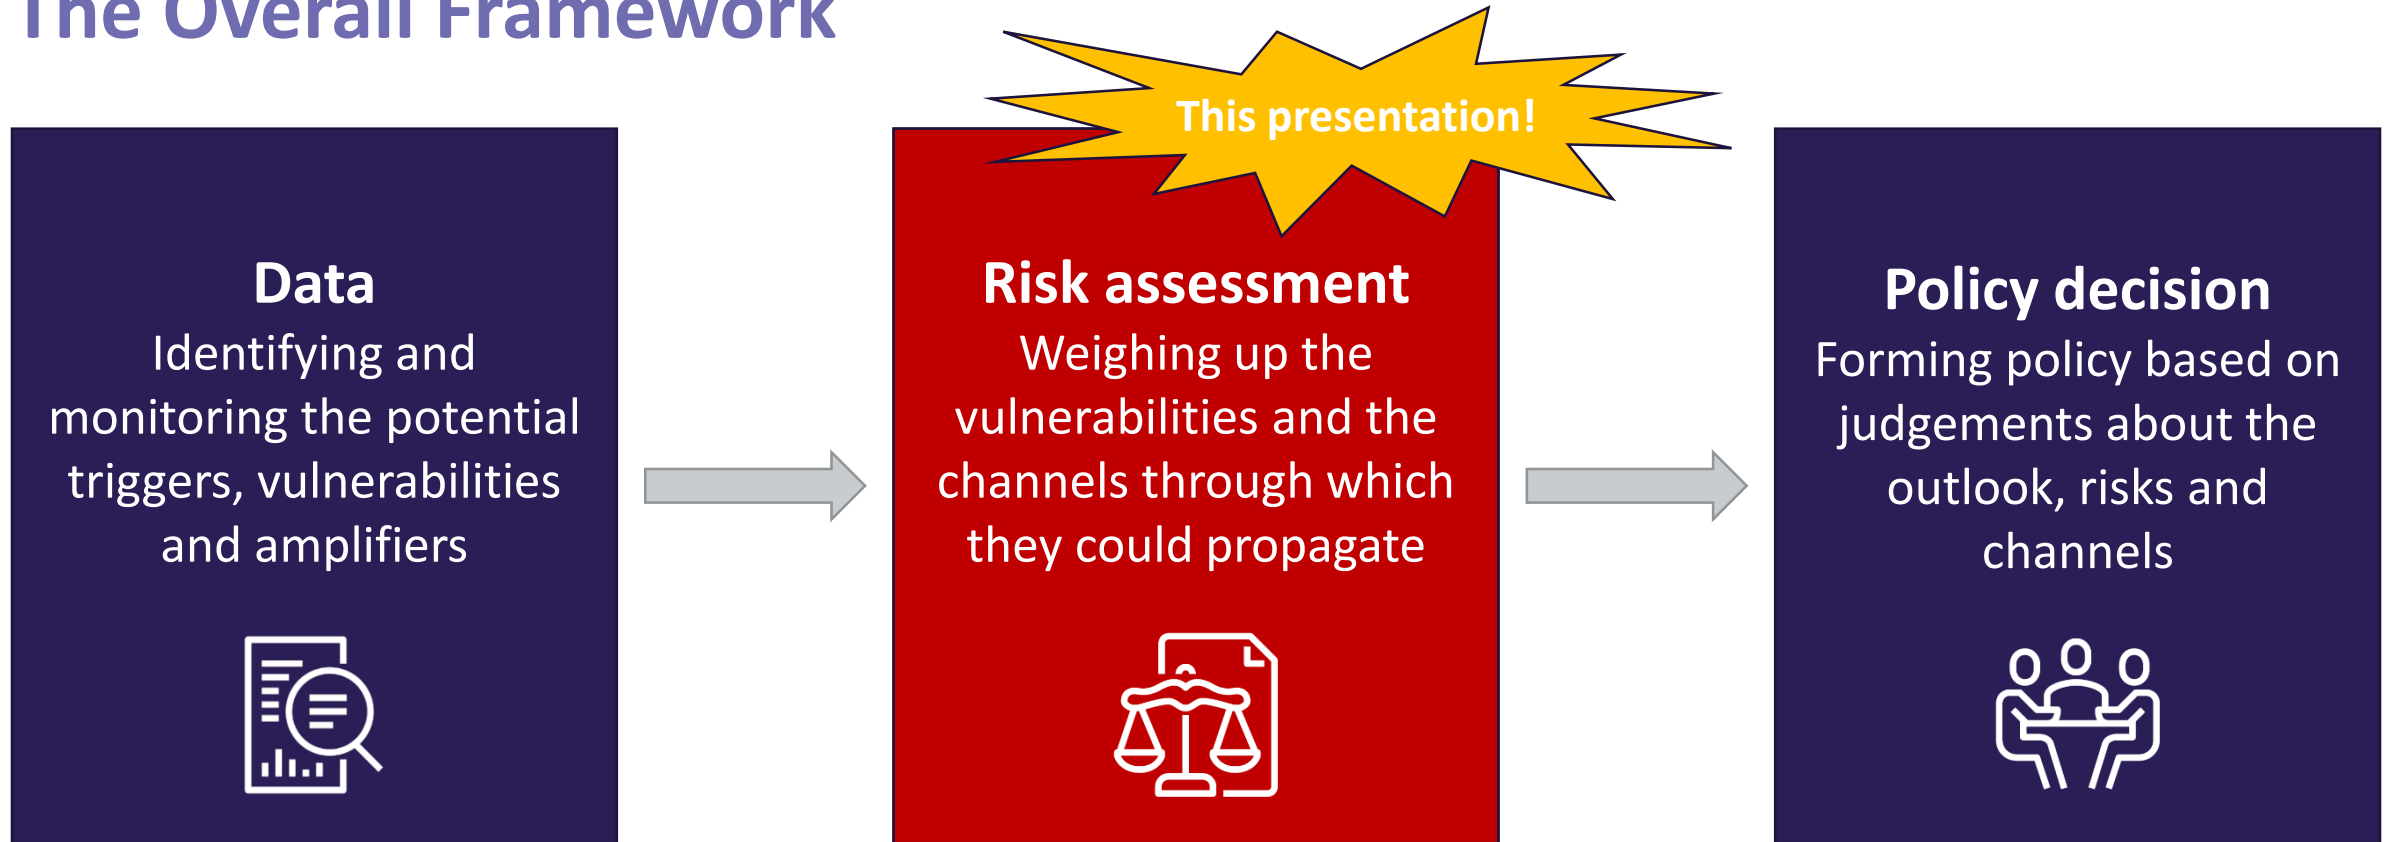 The Overall Framework
This presentation!
Data
Identifying and
monitoring the potential
triggers, vulnerabilities
and amplifiers
Risk assessment
Weighing up the
vulnerabilities and the
channels through which
they could propagate
Policy decision
Forming policy based on
judgements about the
outlook, risks and
channels